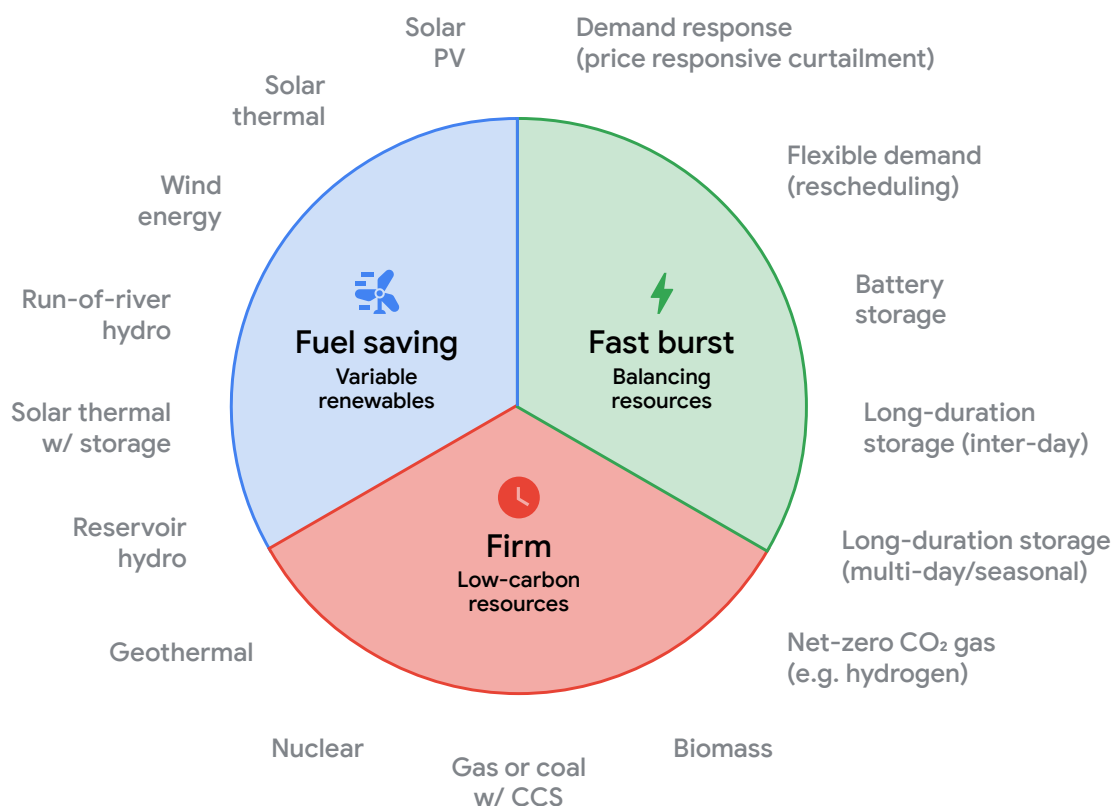 Solar
PV
Demand response
(price responsive curtailment)
Solar
thermal
Flexible demand
(rescheduling)
Wind
energy
Battery
storage
Run-of-river
hydro
Fuel saving
Variable
renewables
Fast burst
Balancing
resources
Solar thermal
w/ storage
Long-duration
storage (inter-day)
Reservoir
hydro
Firm
Low-carbon
resources
Long-duration storage
(multi-day/seasonal)
Geothermal
Net-zero CO₂ gas
(e.g. hydrogen)
Nuclear
Gas or coal
w/ CCS
Biomass